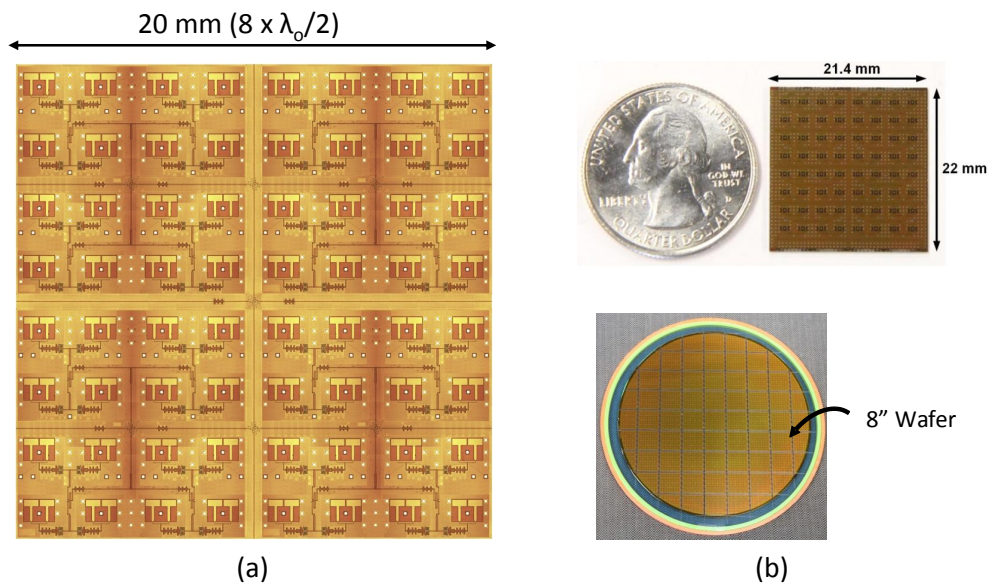 20 mm (8 x λo/2)
21.4 mm
UNITED STATES OF AMERICA
IN
GOD WE
TRUST
LIBERTY
QUARTER DOLLAR
22 mm
8” Wafer
(a)
(b)